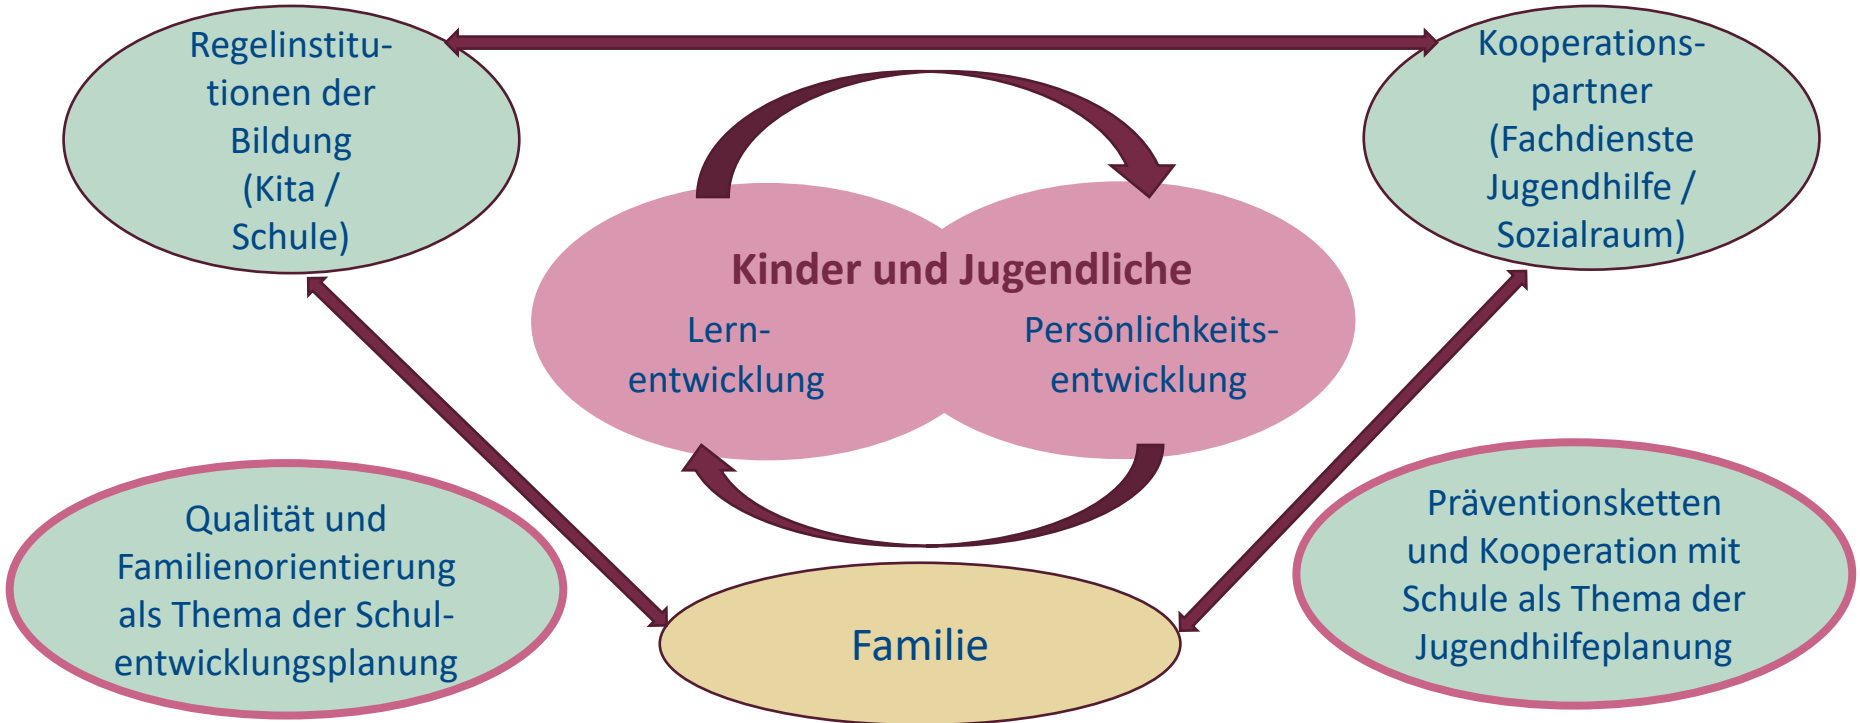 Regelinstitu-
tionen der
Bildung
(Kita /
Schule)
Kooperations-
partner
(Fachdienste
Jugendhilfe /
Sozialraum)
Kinder und Jugendliche
Lern-
entwicklung
Persönlichkeits-
entwicklung
Qualität und
Familienorientierung
als Thema der Schul-
entwicklungsplanung
Familie
Präventionsketten
und Kooperation mit
Schule als Thema der
Jugendhilfeplanung